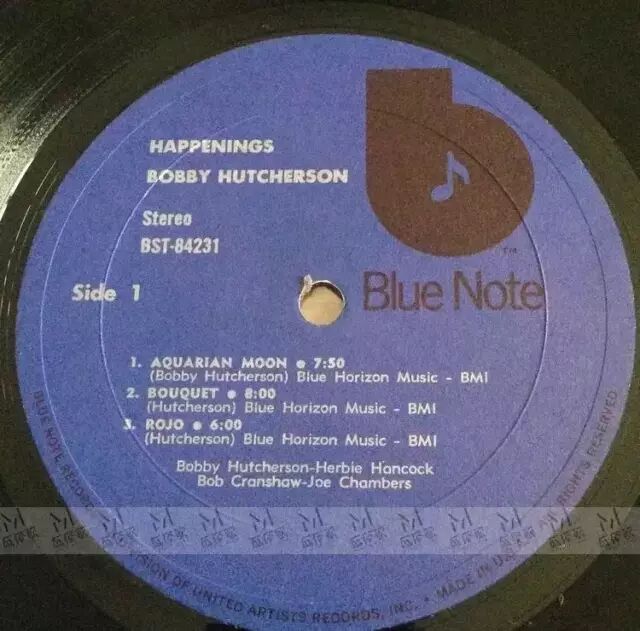 HAPPENINGS
BOBBY HUTCHERSON
Stereo
BST-84231
Side 1
b
TM
Blue Note
1. AQUARIAN MOON • 7:50
(Bobby Hutcherson) Blue Horizon Music - BMI
2. BOUQUET • 8:00
(Hutcherson) Blue Horizon Music - BMI
3. ROJO • 6:00
(Hutcherson) Blue Horizon Music - BMI
Bobby Hutcherson-Herbie Hancock
Bob Cranshaw-Joe Chambers
BLUE NOTE RECORDS DIVISION OF UNITED ARTISTS RECORDS, INC. • MADE IN U.S.A. ALL RIGHTS RESERVED